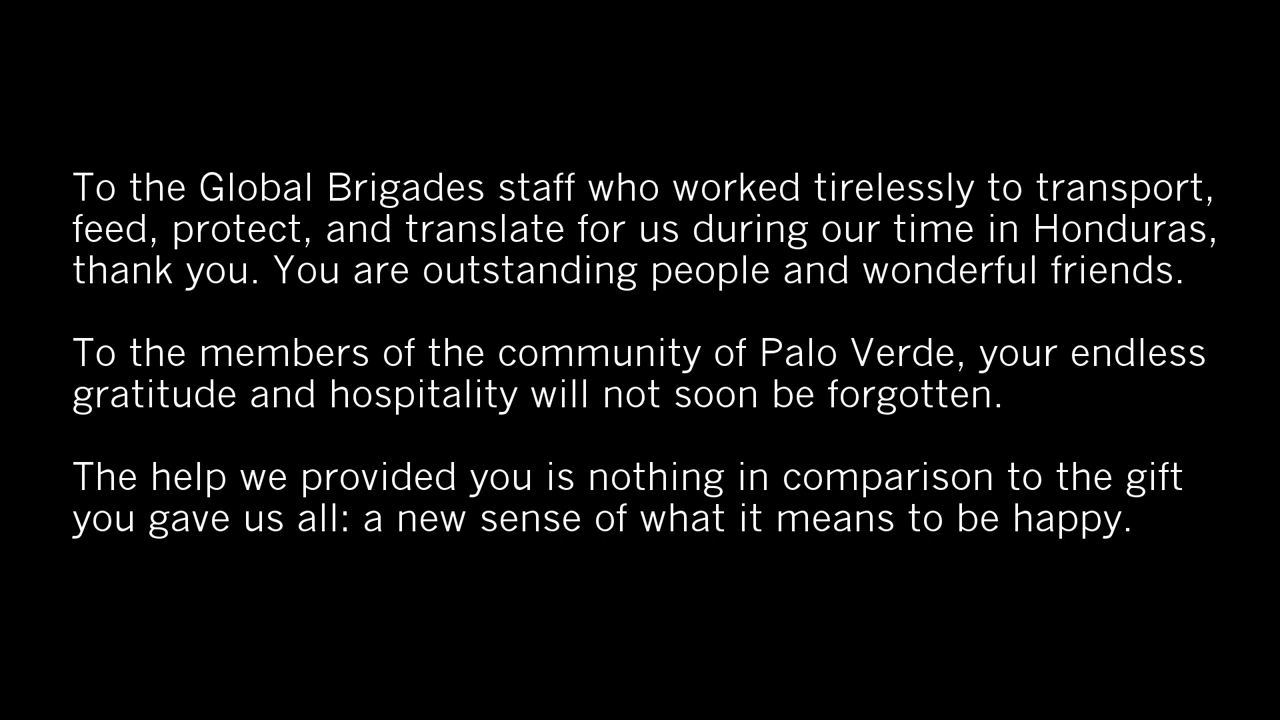 To the Global Brigades staff who worked tirelessly to transport,
feed, protect, and translate for us during our time in Honduras,
thank you. You are outstanding people and wonderful friends.
To the members of the community of Palo Verde, your endless
gratitude and hospitality will not soon be forgotten.
The help we provided you is nothing in comparison to the gift
you gave us all: a new sense of what it means to be happy.